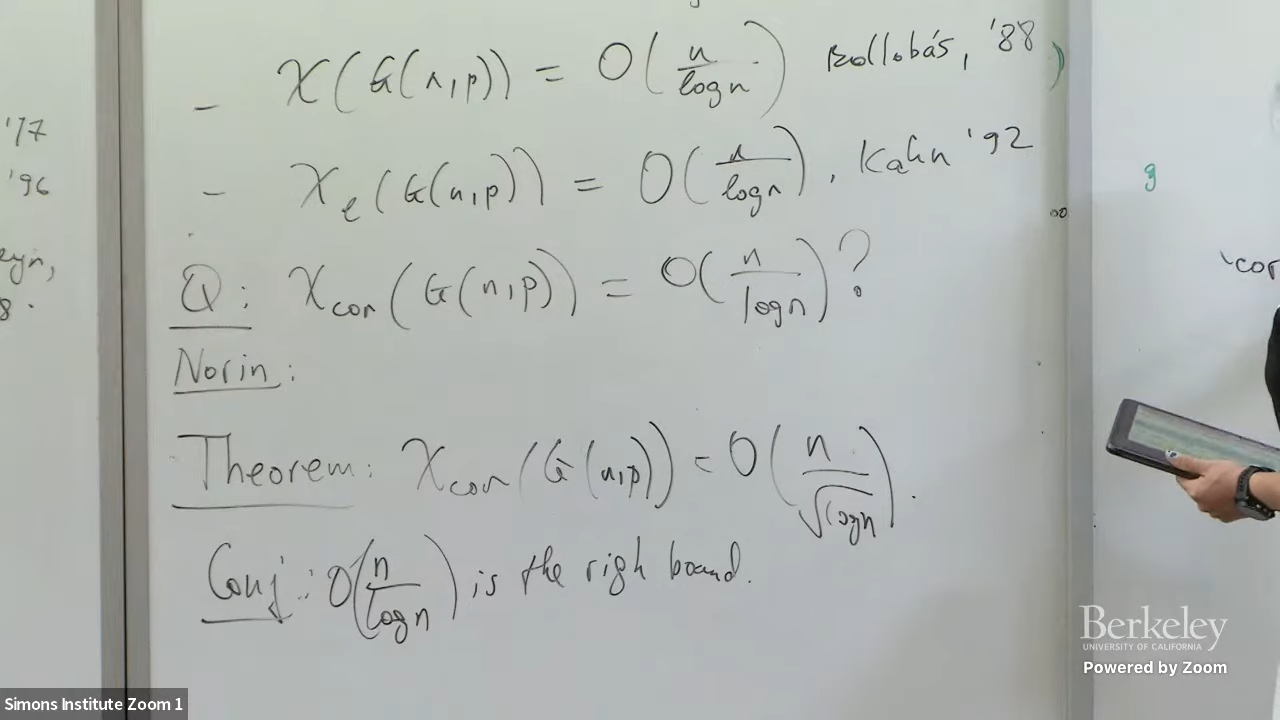 '17
'96
8.
- χ(G(n,p)) = O(n/log n) Bollobás, '88
- χ_ℓ(G(n,p)) = O(n/log n). Kahn '92
Q: χ_cor(G(n,p)) = O(n/log n)?
Norin:
Theorem: χ_cor(G(n,p)) = O(n/√log n).
Conj: O(n/log n) is the righ bound.
g
'cor
Berkeley
UNIVERSITY OF CALIFORNIA
Powered by Zoom
Simons Institute Zoom 1